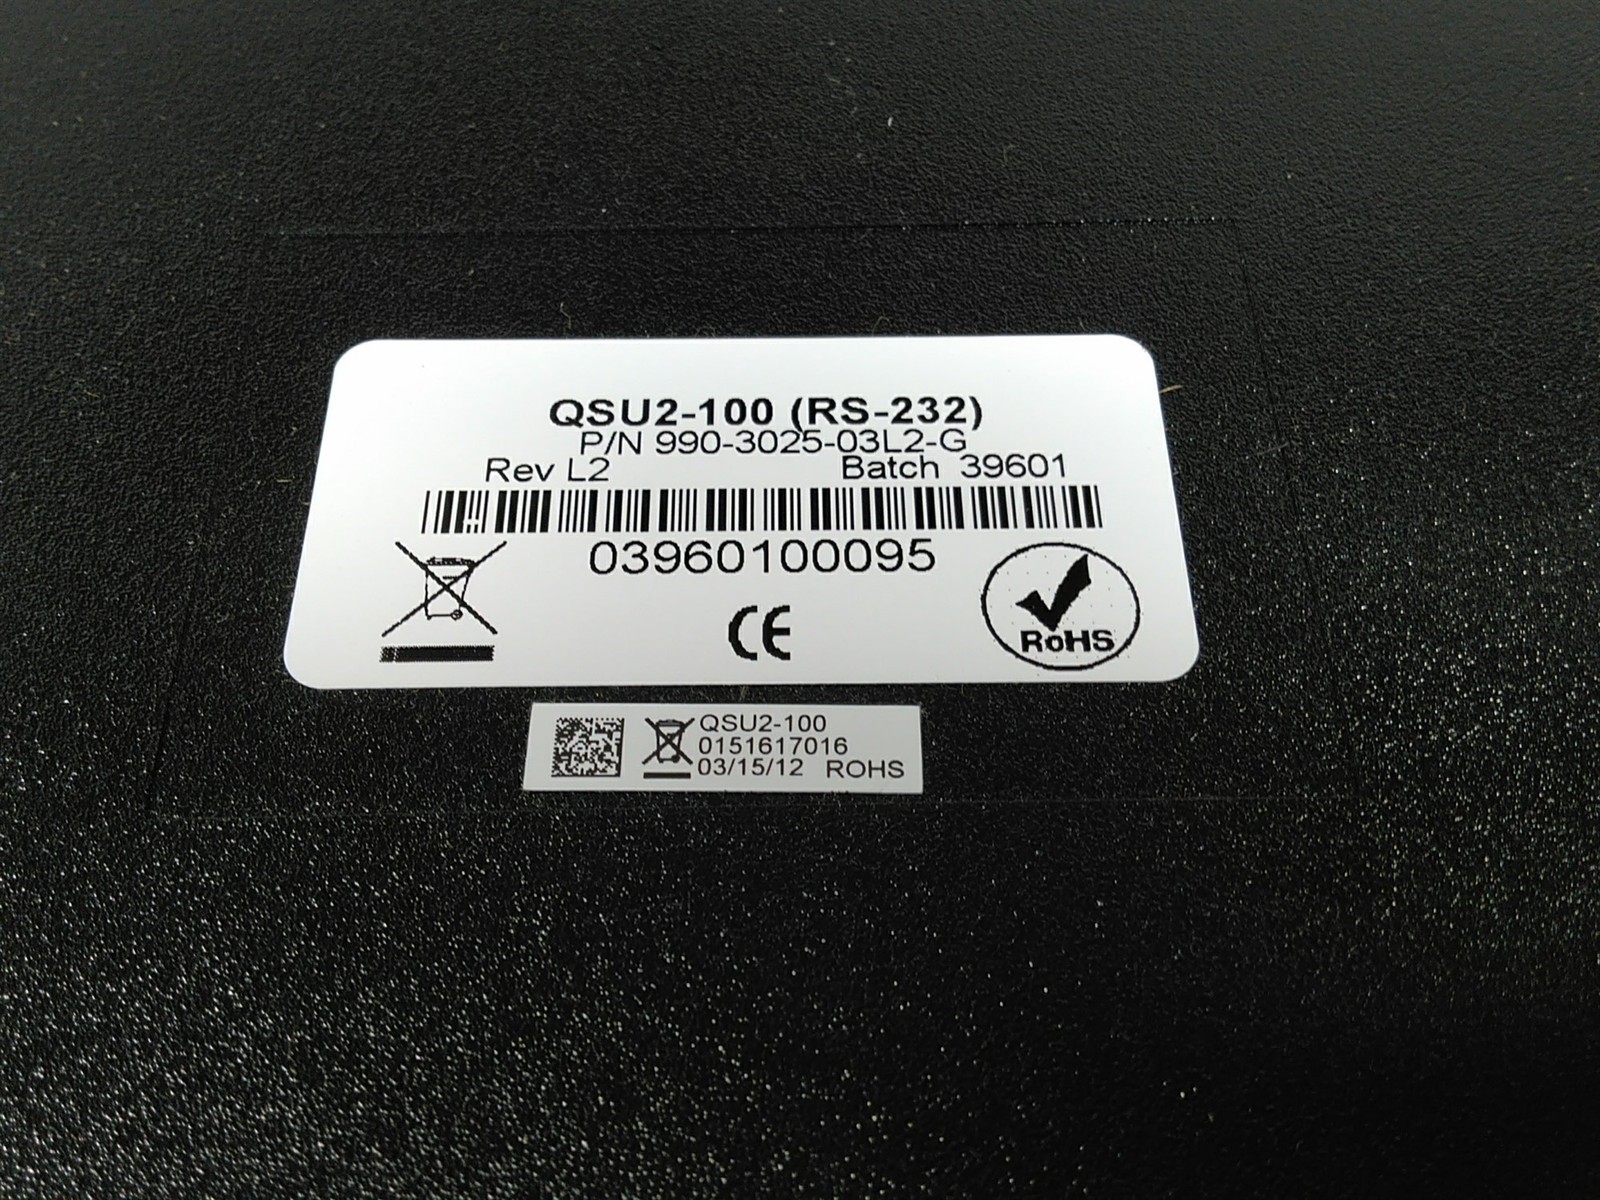 QSU2-100 (RS-232)
P/N 990-3025-03L2-G
Rev L2 Batch 39601
03960100095
CE
RoHS
QSU2-100
0151617016
03/15/12 ROHS